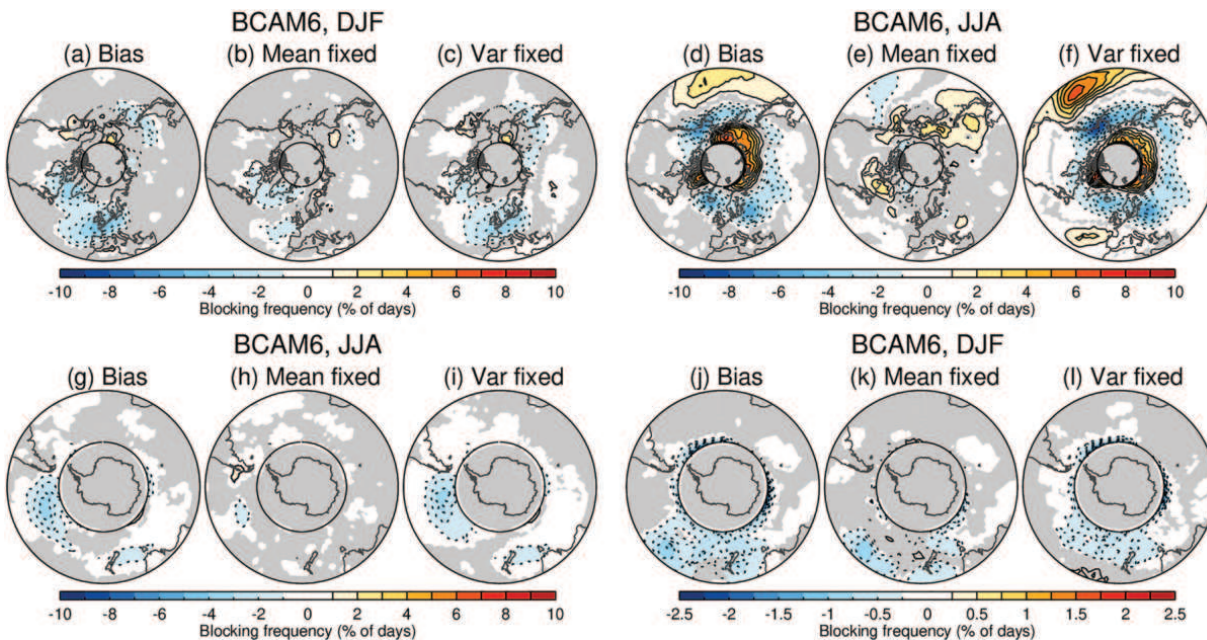 BCAM6, DJF
(a) Bias
(b) Mean fixed
(c) Var fixed
-10 -8 -6 -4 -2 0 2 4 6 8 10
Blocking frequency (% of days)
BCAM6, JJA
(d) Bias
(e) Mean fixed
(f) Var fixed
-10 -8 -6 -4 -2 0 2 4 6 8 10
Blocking frequency (% of days)
BCAM6, JJA
(g) Bias
(h) Mean fixed
(i) Var fixed
-10 -8 -6 -4 -2 0 2 4 6 8 10
Blocking frequency (% of days)
BCAM6, DJF
(j) Bias
(k) Mean fixed
(l) Var fixed
-2.5 -2 -1.5 -1 -0.5 0 0.5 1 1.5 2 2.5
Blocking frequency (% of days)